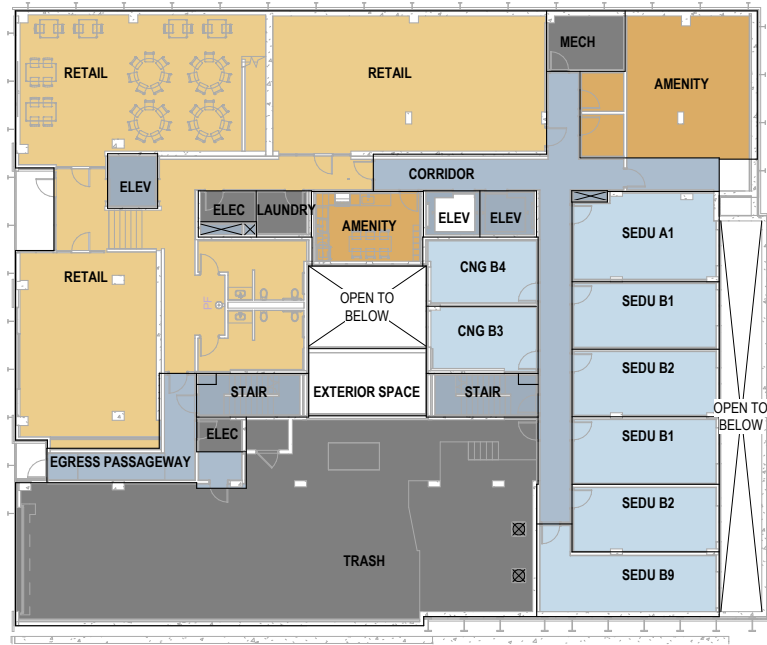 MECH
RETAIL
RETAIL
AMENITY
CORRIDOR
ELEV
ELEC
LAUNDRY
AMENITY
ELEV
ELEV
SEDU A1
RETAIL
CNG B4
OPEN TO
BELOW
SEDU B1
PF
CNG B3
SEDU B2
STAIR
EXTERIOR SPACE
STAIR
OPEN TO
BELOW
ELEC
SEDU B1
EGRESS PASSAGEWAY
SEDU B2
TRASH
SEDU B9